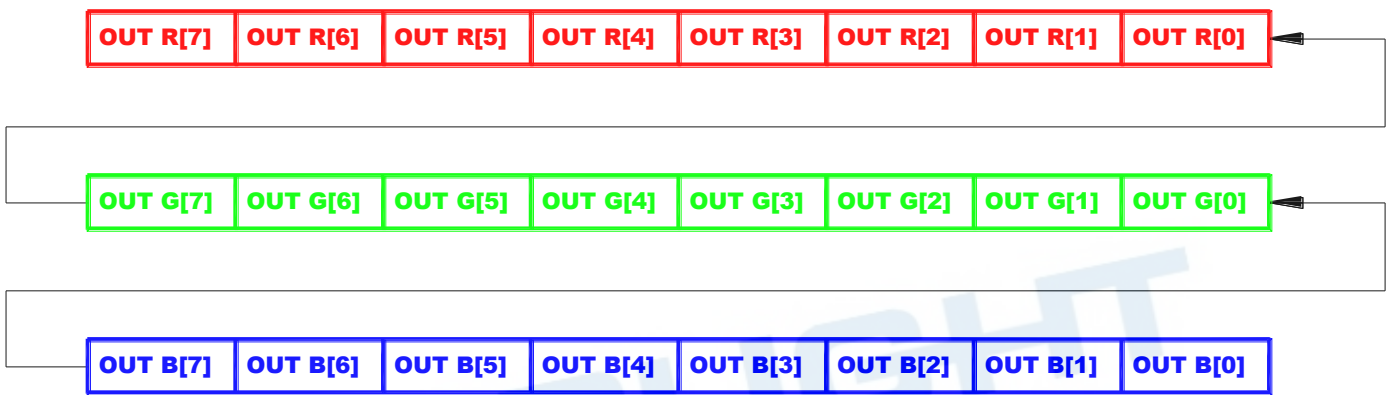 OUT R[7] OUT R[6] OUT R[5] OUT R[4] OUT R[3] OUT R[2] OUT R[1] OUT R[0]
OUT G[7] OUT G[6] OUT G[5] OUT G[4] OUT G[3] OUT G[2] OUT G[1] OUT G[0]
OUT B[7] OUT B[6] OUT B[5] OUT B[4] OUT B[3] OUT B[2] OUT B[1] OUT B[0]